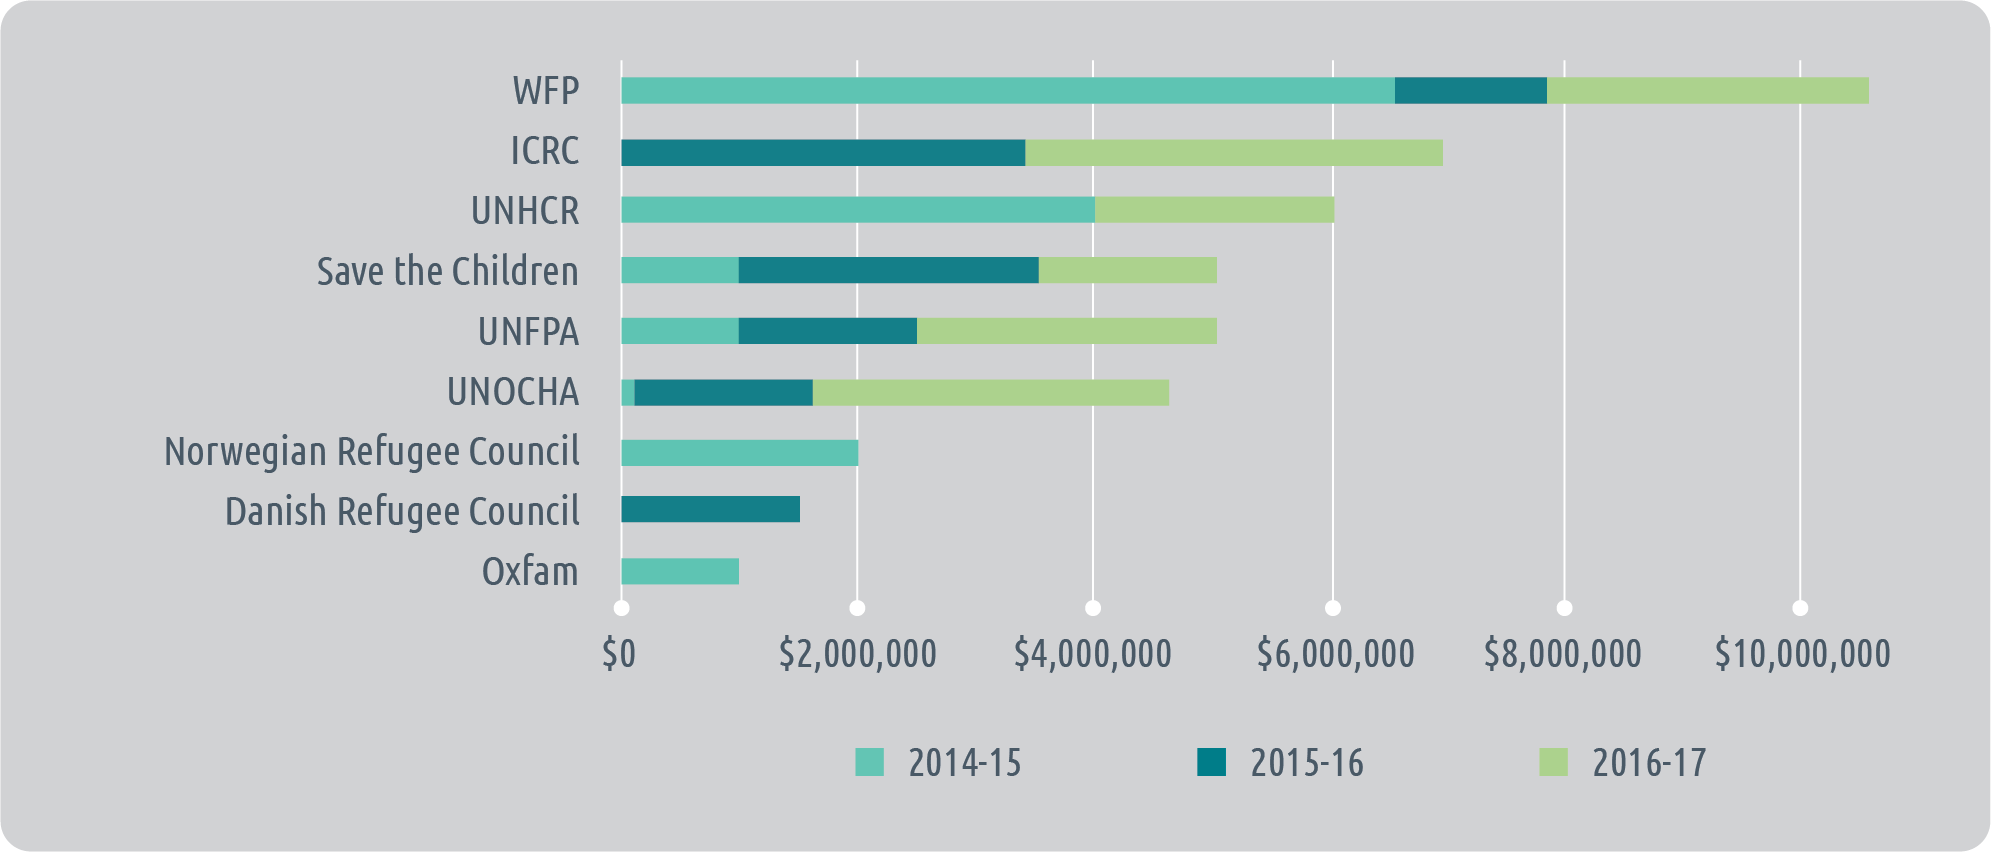 WFP
ICRC
UNHCR
Save the Children
UNFPA
UNOCHA
Norwegian Refugee Council
Danish Refugee Council
Oxfam
$0 $2,000,000 $4,000,000 $6,000,000 $8,000,000 $10,000,000
2014-15 2015-16 2016-17